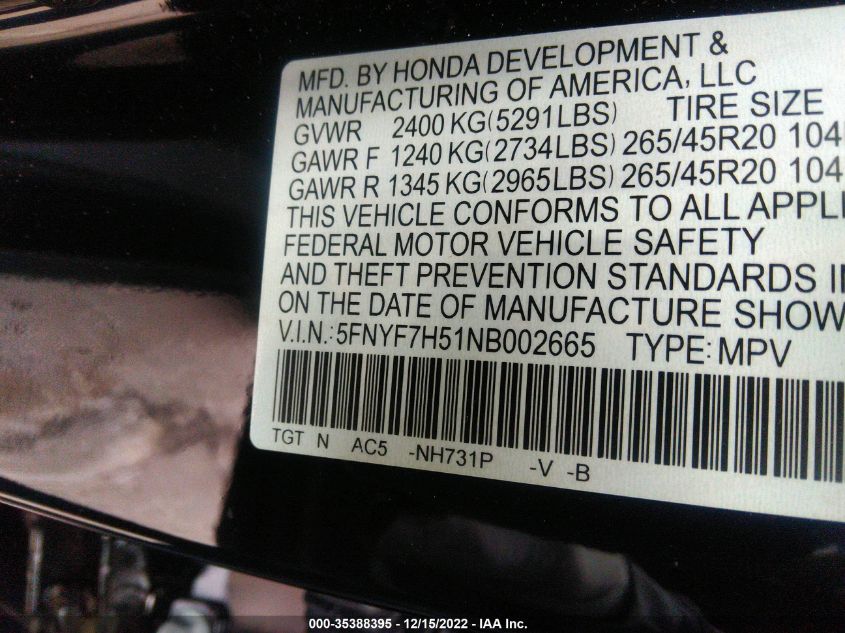 MFD. BY HONDA DEVELOPMENT &
MANUFACTURING OF AMERICA, LLC
GVWR 2400 KG(5291LBS) TIRE SIZE
GAWR F 1240 KG(2734LBS) 265/45R20 104
GAWR R 1345 KG(2965LBS) 265/45R20 104
THIS VEHICLE CONFORMS TO ALL APPLI
FEDERAL MOTOR VEHICLE SAFETY
AND THEFT PREVENTION STANDARDS IN
ON THE DATE OF MANUFACTURE SHOW
V.I.N.: 5FNYF7H51NB002665 TYPE: MPV
TGT N AC5 -NH731P -V -B
000-35388395 - 12/15/2022 - IAA Inc.